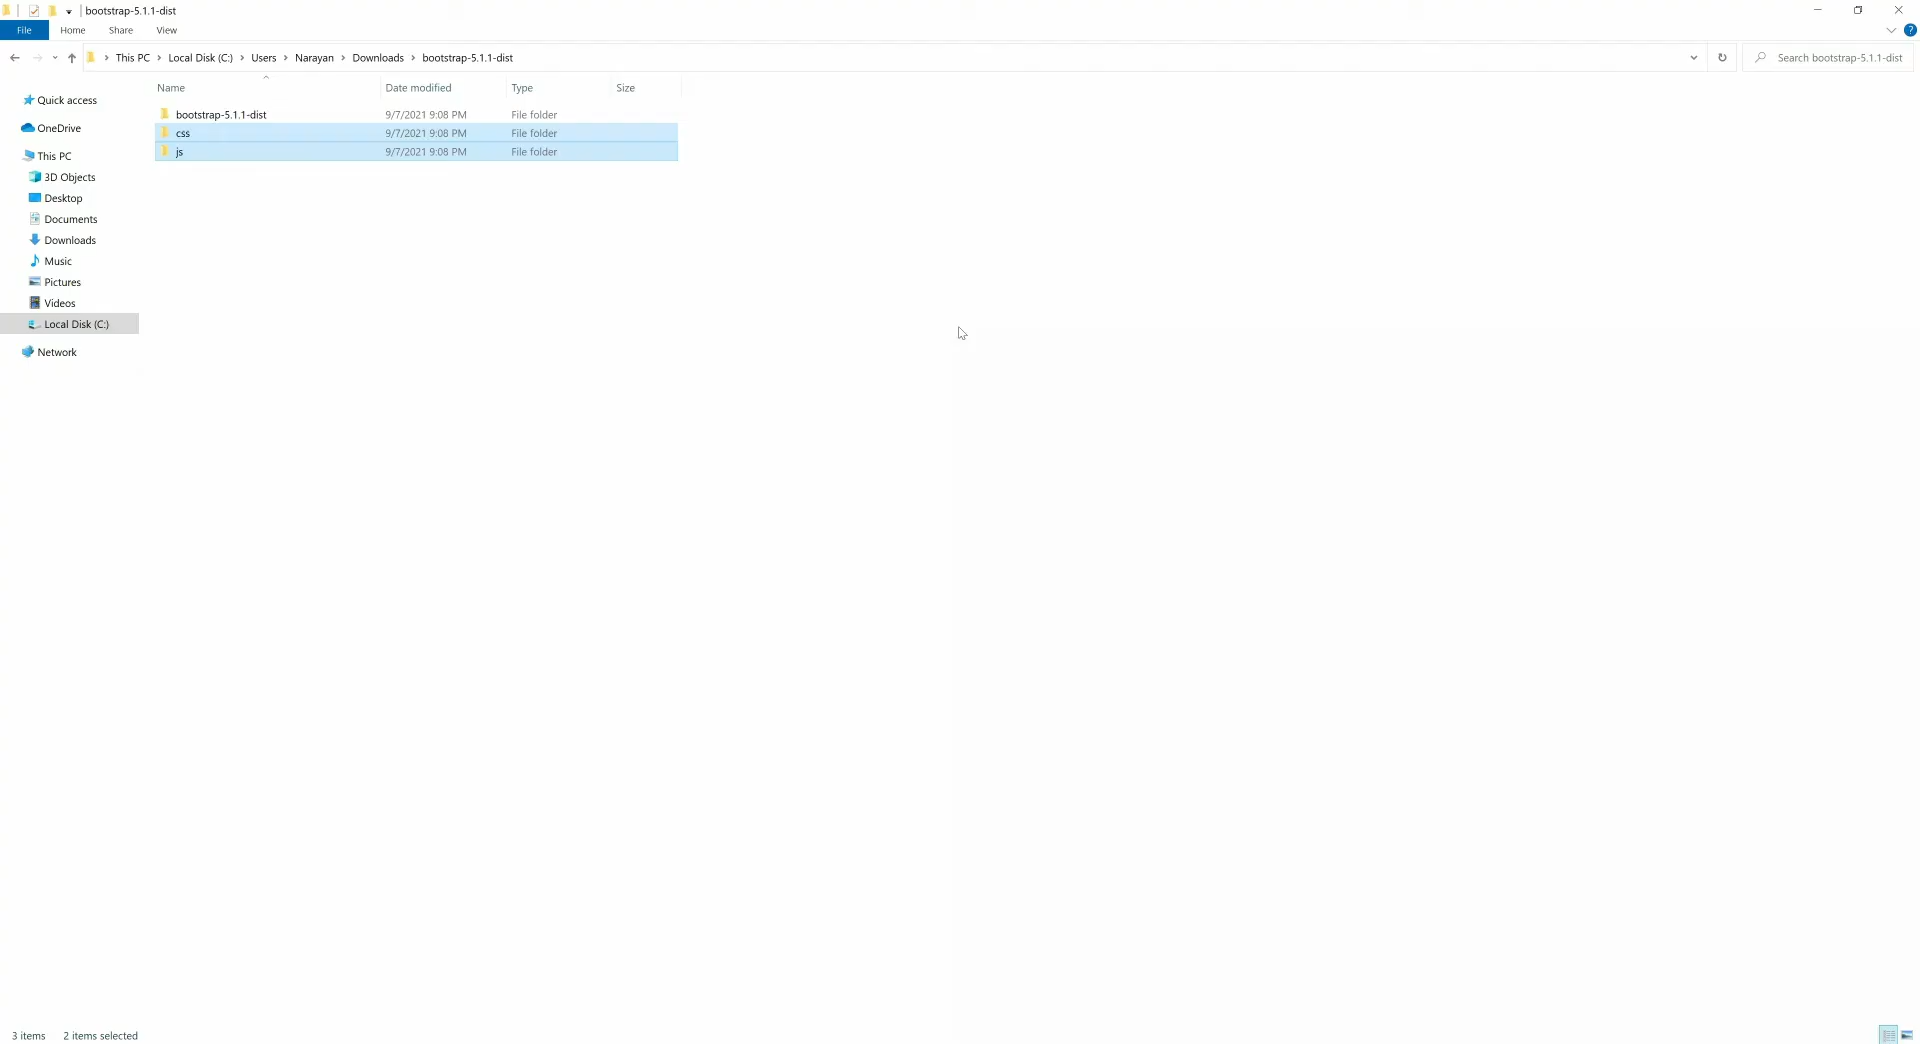 bootstrap-5.1.1-dist
File Home Share View
This PC Local Disk (C:) Users Narayan Downloads bootstrap-5.1.1-dist Search bootstrap-5.1.1-dist
Name Date modified Type Size
Quick access
OneDrive
This PC
3D Objects
Desktop
Documents
Downloads
Music
Pictures
Videos
Local Disk (C:)
Network
bootstrap-5.1.1-dist 9/7/2021 9:08 PM File folder
css 9/7/2021 9:08 PM File folder
js 9/7/2021 9:08 PM File folder
3 items 2 items selected